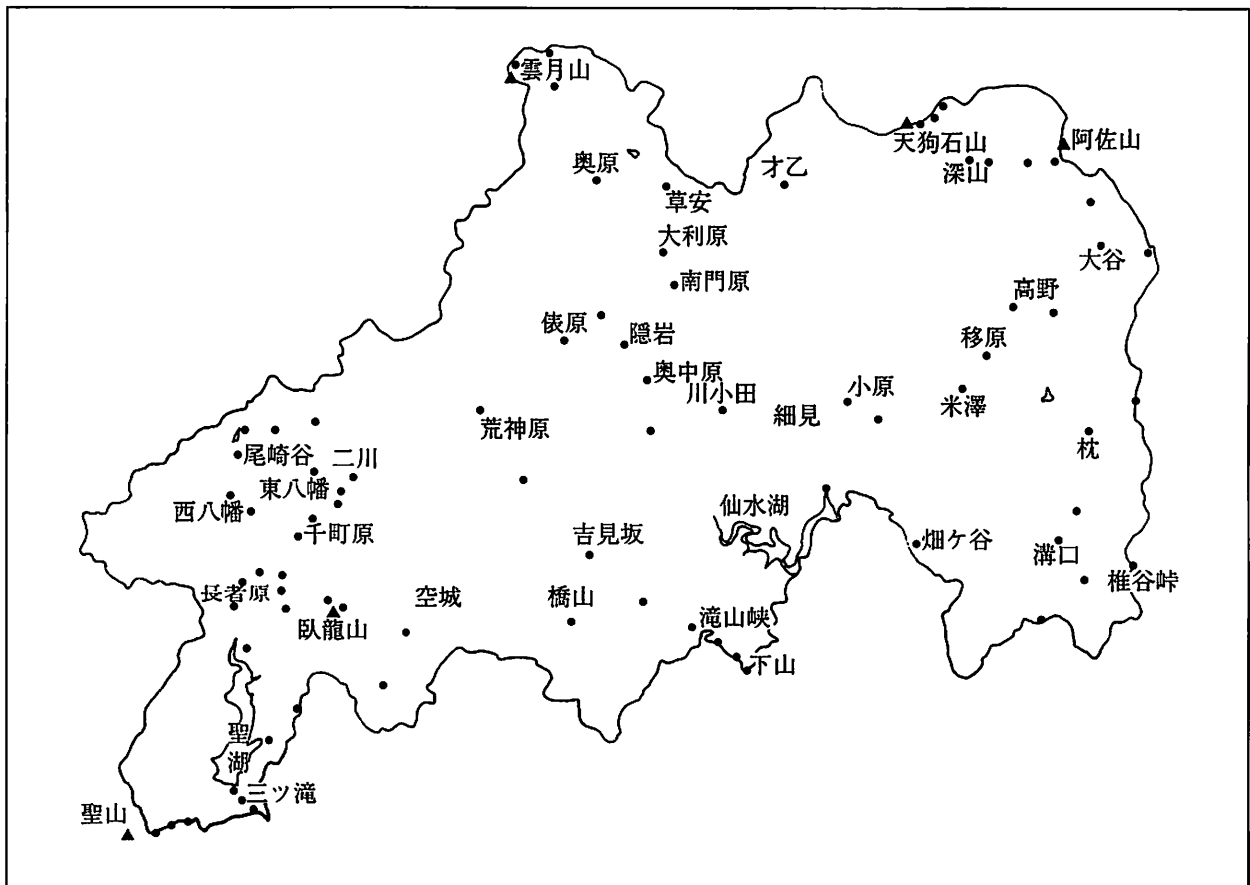 雲月山
天狗石山
阿佐山
奥原
才乙
深山
草安
大利原
大谷
南門原
高野
俵原
隠岩
移原
奥中原
川小田
小原
細見
米澤
荒神原
枕
尾崎谷
二川
東八幡
西八幡
仙水湖
千町原
吉見坂
畑ケ谷
溝口
椎谷峠
長者原
空城
橋山
滝山峡
臥龍山
下山
聖湖
三ツ滝
聖山